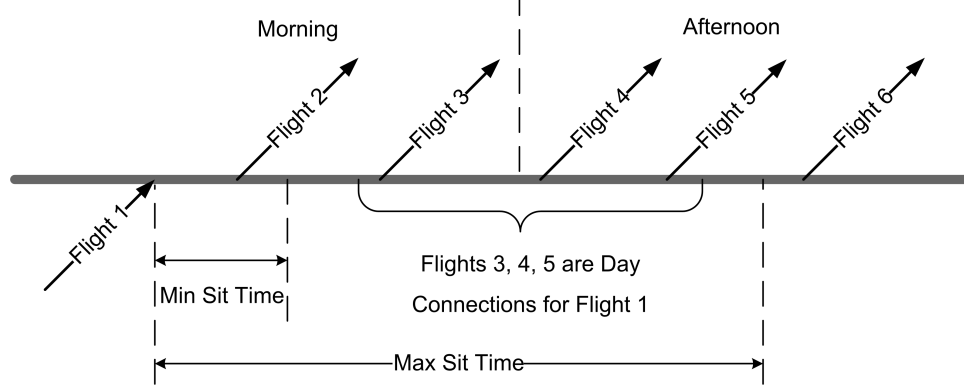 Morning
Afternoon
Flight 2
Flight 3
Flight 4
Flight 5
Flight 6
Flight 1
Flights 3, 4, 5 are Day
Connections for Flight 1
Min Sit Time
Max Sit Time